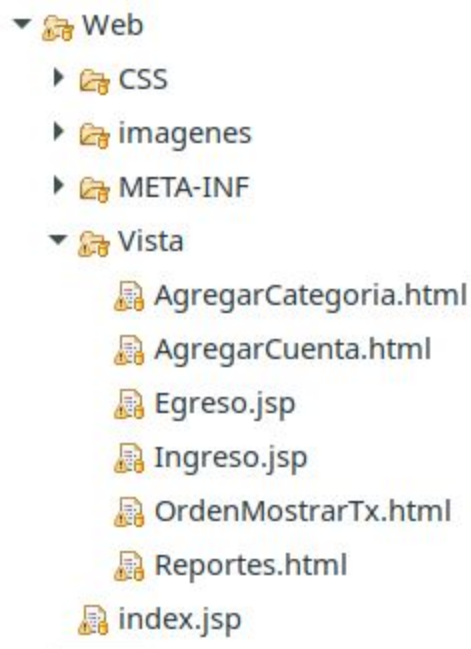 Web
CSS
imagenes
META-INF
Vista
AgregarCategoria.html
AgregarCuenta.html
Egreso.jsp
Ingreso.jsp
OrdenMostrarTx.html
Reportes.html
index.jsp